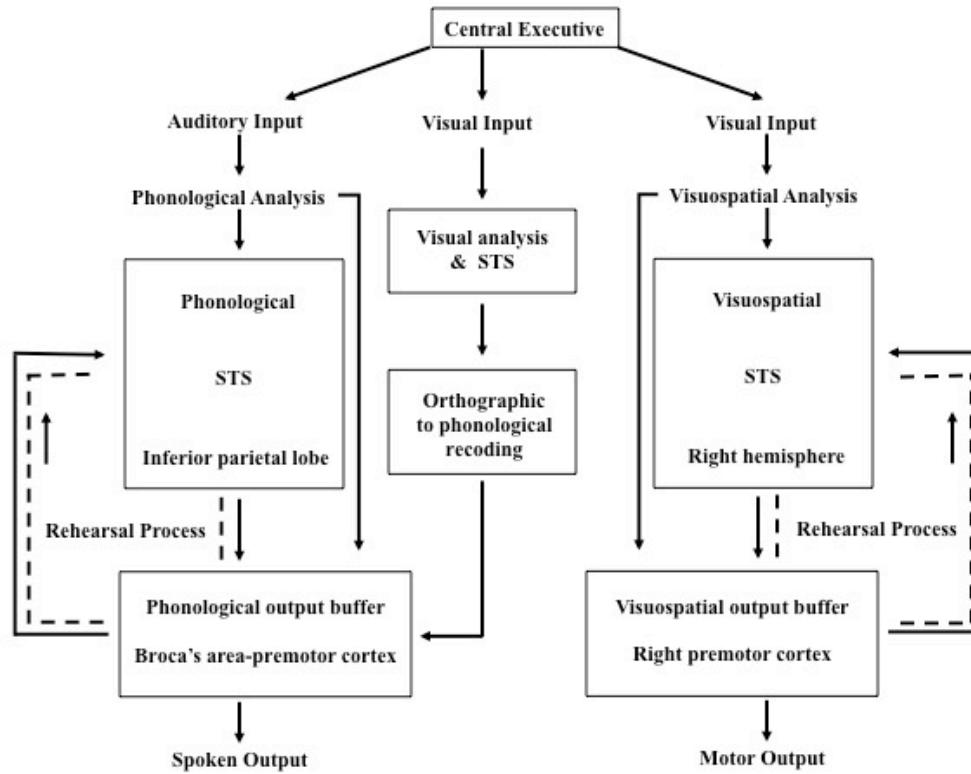 Central Executive
Auditory Input
Visual Input
Visual Input
Phonological Analysis
Visuospatial Analysis
Visual analysis
& STS
Phonological
STS
Inferior parietal lobe
Visuospatial
STS
Right hemisphere
Orthographic
to phonological
recoding
Rehearsal Process
Rehearsal Process
Phonological output buffer
Broca's area-premotor cortex
Visuospatial output buffer
Right premotor cortex
Spoken Output
Motor Output